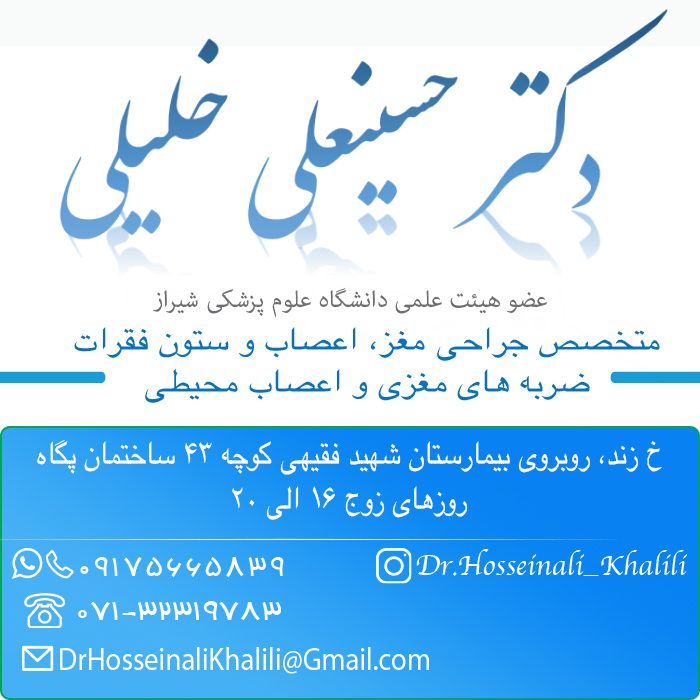 دکتر حسینعلی خلیلی
عضو هیئت علمی دانشگاه علوم پزشکی شیراز
متخصص جراحی مغز، اعصاب و ستون فقرات
ضربه های مغزی و اعصاب محیطی
خ زند، روبروی بیمارستان شهید فقیهی کوچه ۴۳ ساختمان پگاه
روزهای زوج ۱۶ الی ۲۰
۰۹۱۷۵۶۶۵۸۳۹
Dr.Hosseinali_Khalili
۰۷۱-۳۲۳۱۹۷۸۳
DrHosseinaliKhalili@Gmail.com